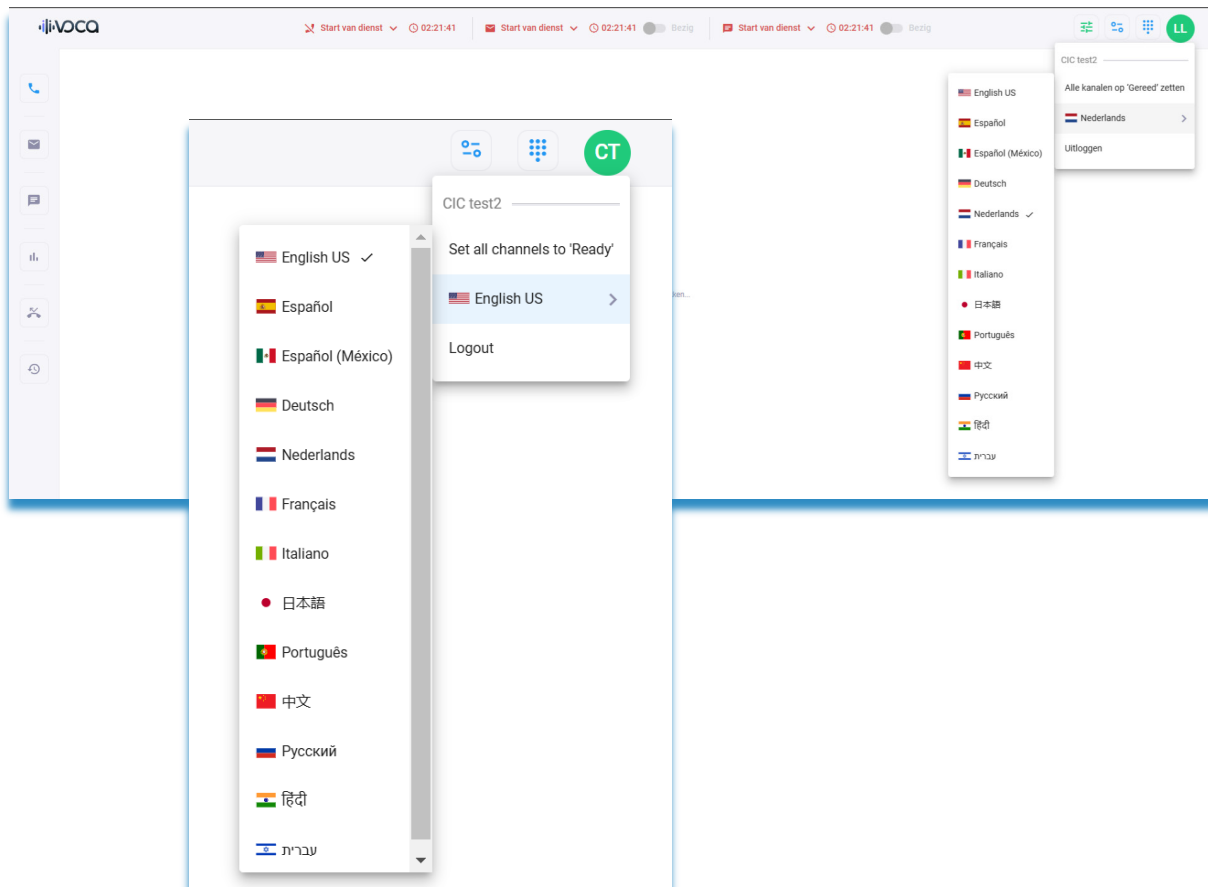 VOCA
Start van dienst 02:21:41 Start van dienst 02:21:41 Bezig Start van dienst 02:21:41 Bezig LL
CIC test2
Alle kanalen op 'Gereed' zetten
Nederlands
Uitloggen
English US
Español
Español (México)
Deutsch
Nederlands
Français
Italiano
日本語
Português
中文
Русский
हिंदी
עברית
ken...
CT
CIC test2
Set all channels to 'Ready'
English US
Logout
English US
Español
Español (México)
Deutsch
Nederlands
Français
Italiano
日本語
Português
中文
Русский
हिंदी
עברית